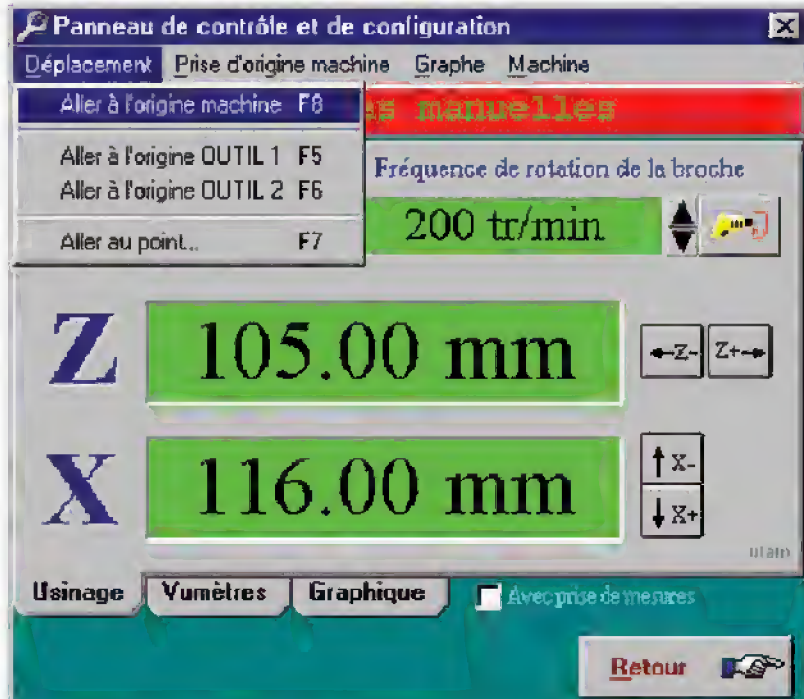 Panneau de contrôle et de configuration
Déplacement Prise d'origine machine Graphe Machine
Aller à l'origine machine F8
es manuelles
Aller à l'origine OUTIL 1 F5
Aller à l'origine OUTIL 2 F6
Aller au point... F7
Fréquence de rotation de la broche
200 tr/min
Z 105.00 mm
Z- Z+
X 116.00 mm
X-
X+
Usinage Vumètres Graphique Avec prise de mesures
Retour